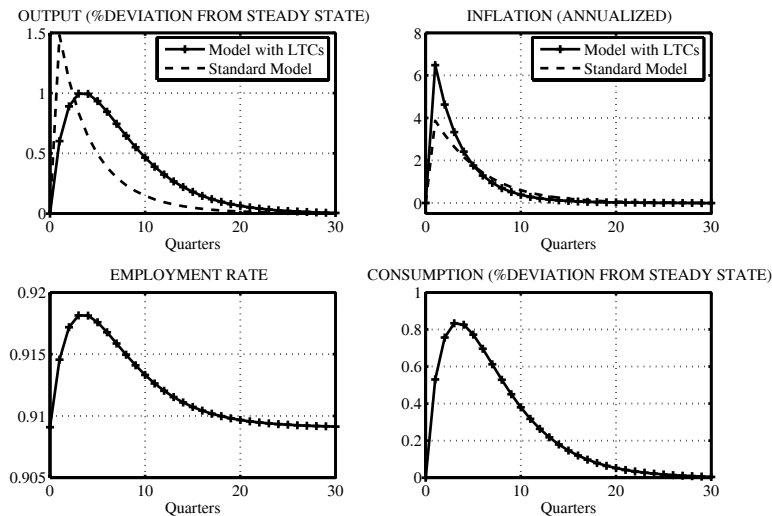 OUTPUT (%DEVIATION FROM STEADY STATE)
1.5
1
0.5
0
0
10
20
30
Quarters
Model with LTCs
Standard Model
INFLATION (ANNUALIZED)
8
6
4
2
0
0
10
20
30
Quarters
Model with LTCs
Standard Model
EMPLOYMENT RATE
0.92
0.915
0.91
0.905
0
10
20
30
Quarters
CONSUMPTION (%DEVIATION FROM STEADY STATE)
1
0.8
0.6
0.4
0.2
0
0
10
20
30
Quarters